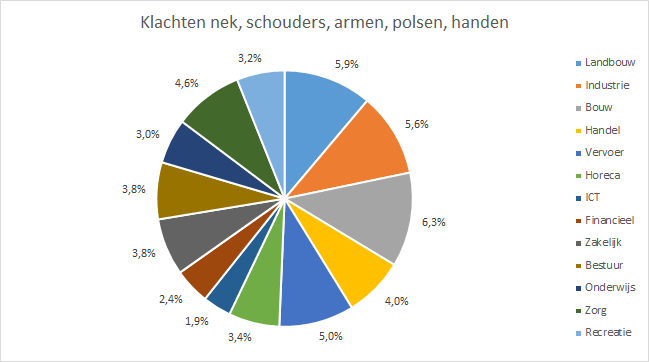 Klachten nek, schouders, armen, polsen, handen
5,9%
5,6%
6,3%
4,0%
5,0%
3,4%
1,9%
2,4%
3,8%
3,8%
3,0%
4,6%
3,2%
Landbouw
Industrie
Bouw
Handel
Vervoer
Horeca
ICT
Financieel
Zakelijk
Bestuur
Onderwijs
Zorg
Recreatie